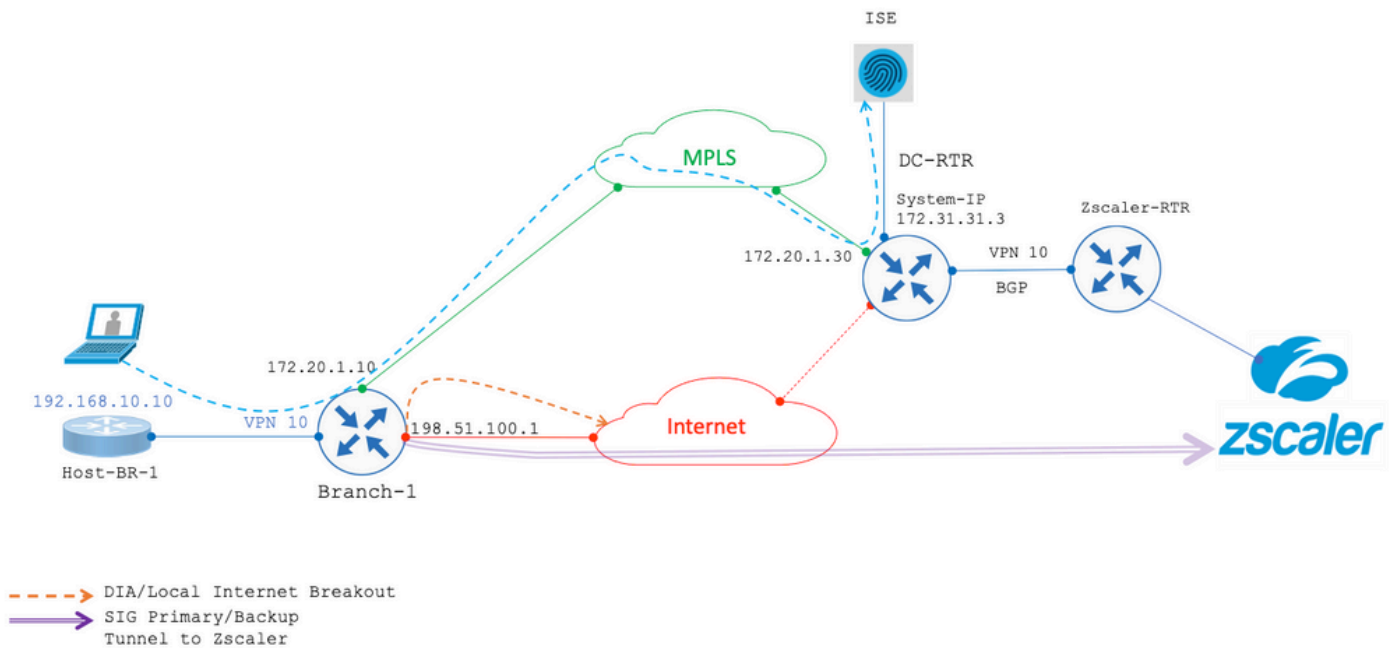 ISE
MPLS
DC-RTR
System-IP
172.31.31.3
Zscaler-RTR
172.20.1.30
VPN 10
BGP
172.20.1.10
192.168.10.10
VPN 10
198.51.100.1
Internet
zscaler
Host-BR-1
Branch-1
DIA/Local Internet Breakout
SIG Primary/Backup
Tunnel to Zscaler